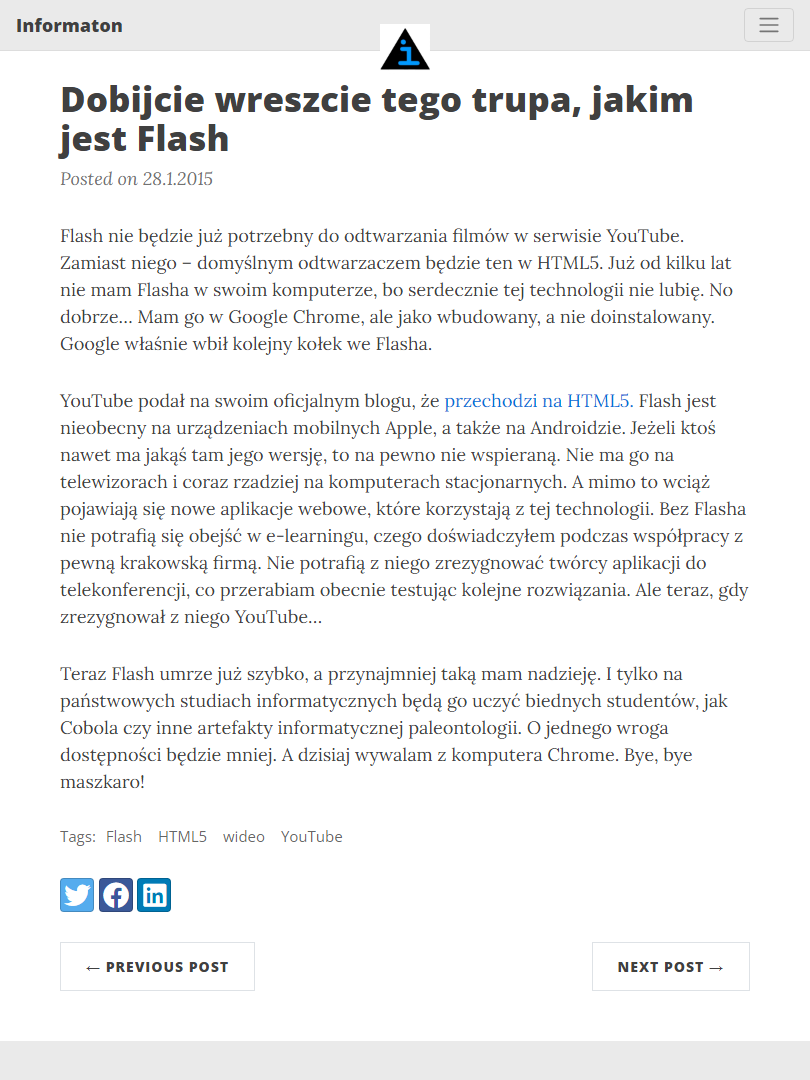 Informaton
i
Dobijcie wreszcie tego trupa, jakim
jest Flash
Posted on 28.1.2015
Flash nie będzie już potrzebny do odtwarzania filmów w serwisie YouTube.
Zamiast niego – domyślnym odtwarzaczem będzie ten w HTML5. Już od kilku lat
nie mam Flasha w swoim komputerze, bo serdecznie tej technologii nie lubię. No
dobrze… Mam go w Google Chrome, ale jako wbudowany, a nie doinstalowany.
Google właśnie wbił kolejny kołek we Flasha.
YouTube podał na swoim oficjalnym blogu, że przechodzi na HTML5. Flash jest
nieobecny na urządzeniach mobilnych Apple, a także na Androidzie. Jeżeli ktoś
nawet ma jakąś tam jego wersję, to na pewno nie wspieraną. Nie ma go na
telewizorach i coraz rzadziej na komputerach stacjonarnych. A mimo to wciąż
pojawiają się nowe aplikacje webowe, które korzystają z tej technologii. Bez Flasha
nie potrafią się obejść w e-learningu, czego doświadczyłem podczas współpracy z
pewną krakowską firmą. Nie potrafią z niego zrezygnować twórcy aplikacji do
telekonferencji, co przerabiam obecnie testując kolejne rozwiązania. Ale teraz, gdy
zrezygnował z niego YouTube…
Teraz Flash umrze już szybko, a przynajmniej taką mam nadzieję. I tylko na
państwowych studiach informatycznych będą go uczyć biednych studentów, jak
Cobola czy inne artefakty informatycznej paleontologii. O jednego wroga
dostępności będzie mniej. A dzisiaj wywalam z komputera Chrome. Bye, bye
maszkaro!
Tags: Flash HTML5 wideo YouTube
← PREVIOUS POST
NEXT POST →